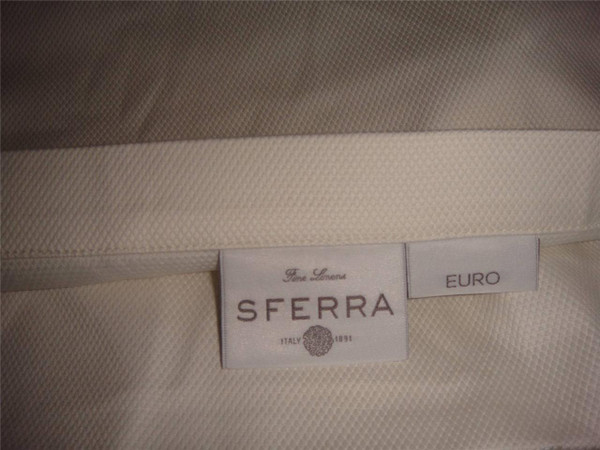 Fine Linens
SFERRA
ITALY 1891
EURO